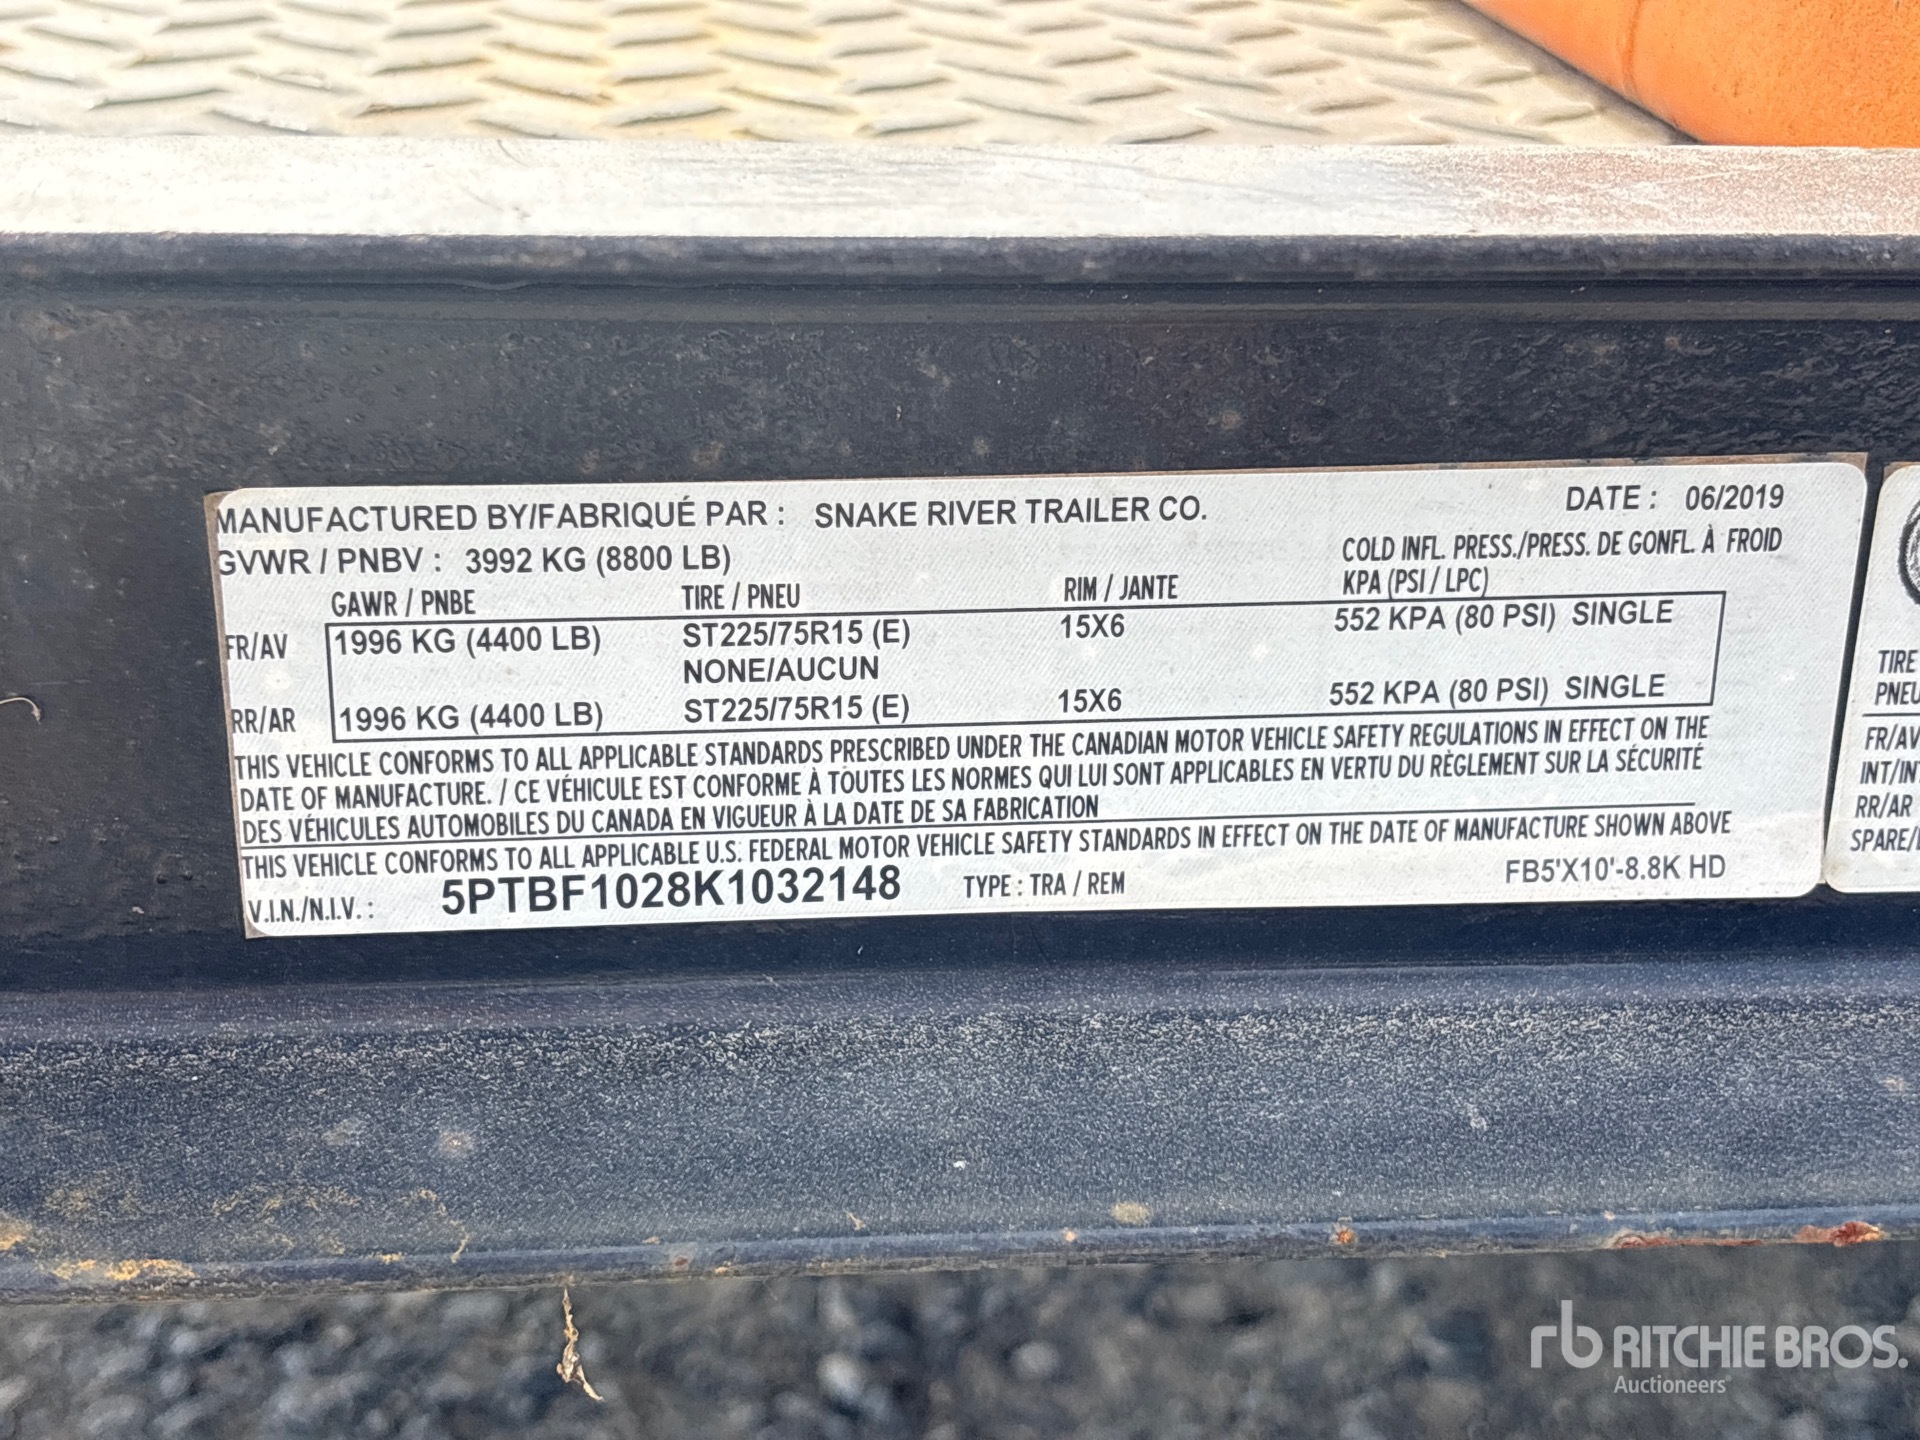 MANUFACTURED BY/FABRIQUÉ PAR : SNAKE RIVER TRAILER CO. DATE : 06/2019
GVWR / PNBV : 3992 KG (8800 LB) COLD INFL. PRESS./PRESS. DE GONFL. À FROID
GAWR / PNBE TIRE / PNEU RIM / JANTE KPA (PSI / LPC)
FR/AV 1996 KG (4400 LB) ST225/75R15 (E) 15X6 552 KPA (80 PSI) SINGLE
NONE/AUCUN
RR/AR 1996 KG (4400 LB) ST225/75R15 (E) 15X6 552 KPA (80 PSI) SINGLE
THIS VEHICLE CONFORMS TO ALL APPLICABLE STANDARDS PRESCRIBED UNDER THE CANADIAN MOTOR VEHICLE SAFETY REGULATIONS IN EFFECT ON THE
DATE OF MANUFACTURE. / CE VÉHICULE EST CONFORME À TOUTES LES NORMES QUI LUI SONT APPLICABLES EN VERTU DU RÈGLEMENT SUR LA SÉCURITÉ
DES VÉHICULES AUTOMOBILES DU CANADA EN VIGUEUR À LA DATE DE SA FABRICATION
THIS VEHICLE CONFORMS TO ALL APPLICABLE U.S. FEDERAL MOTOR VEHICLE SAFETY STANDARDS IN EFFECT ON THE DATE OF MANUFACTURE SHOWN ABOVE
V.I.N./N.I.V. : 5PTBF1028K1032148 TYPE : TRA / REM FB5'X10'-8.8K HD
TIRE
PNEU
FR/AV
INT/IN
RR/AR
SPARE/
rb RITCHIE BROS.
Auctioneers